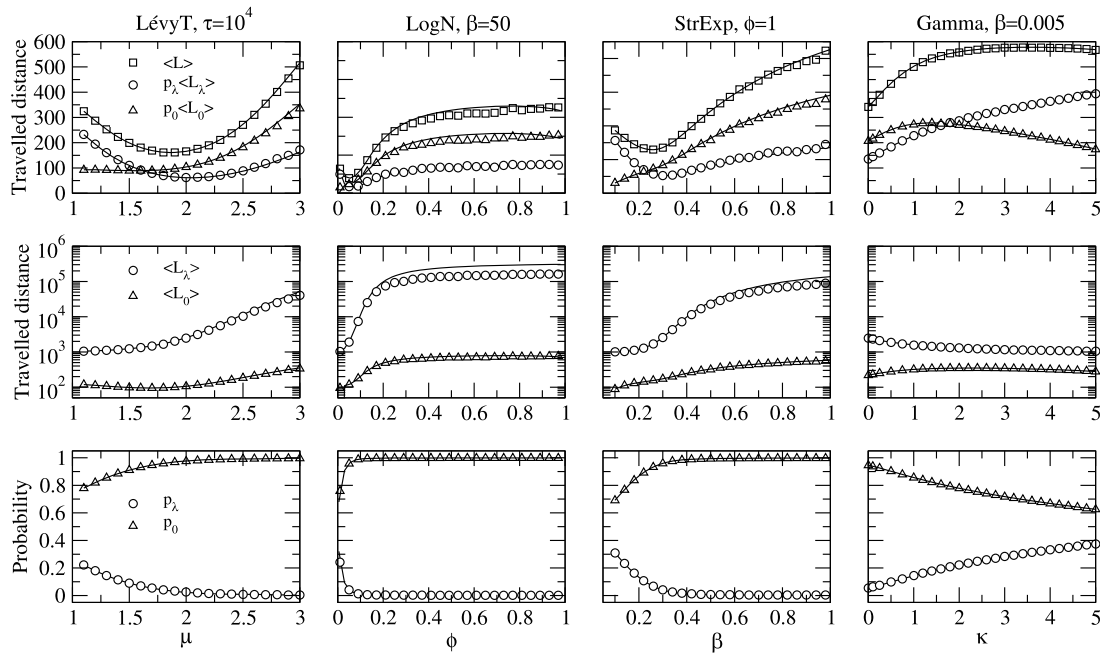 LévyT, τ=10⁴
LogN, β=50
StrExp, ϕ=1
Gamma, β=0.005
Travelled distance
600
500
400
300
200
100
0
<L>
p_λ<L_λ>
p_0<L_0>
1 1.5 2 2.5 3
0 0.2 0.4 0.6 0.8 1
0.2 0.4 0.6 0.8 1
0 1 2 3 4 5
Travelled distance
10⁶
10⁵
10⁴
10³
10²
<L_λ>
<L_0>
1 1.5 2 2.5 3
0 0.2 0.4 0.6 0.8 1
0.2 0.4 0.6 0.8 1
0 1 2 3 4 5
Probability
1
0.8
0.6
0.4
0.2
0
p_λ
p_0
1 1.5 2 2.5 3
0 0.2 0.4 0.6 0.8 1
0.2 0.4 0.6 0.8 1
0 1 2 3 4 5
μ
ϕ
β
κ